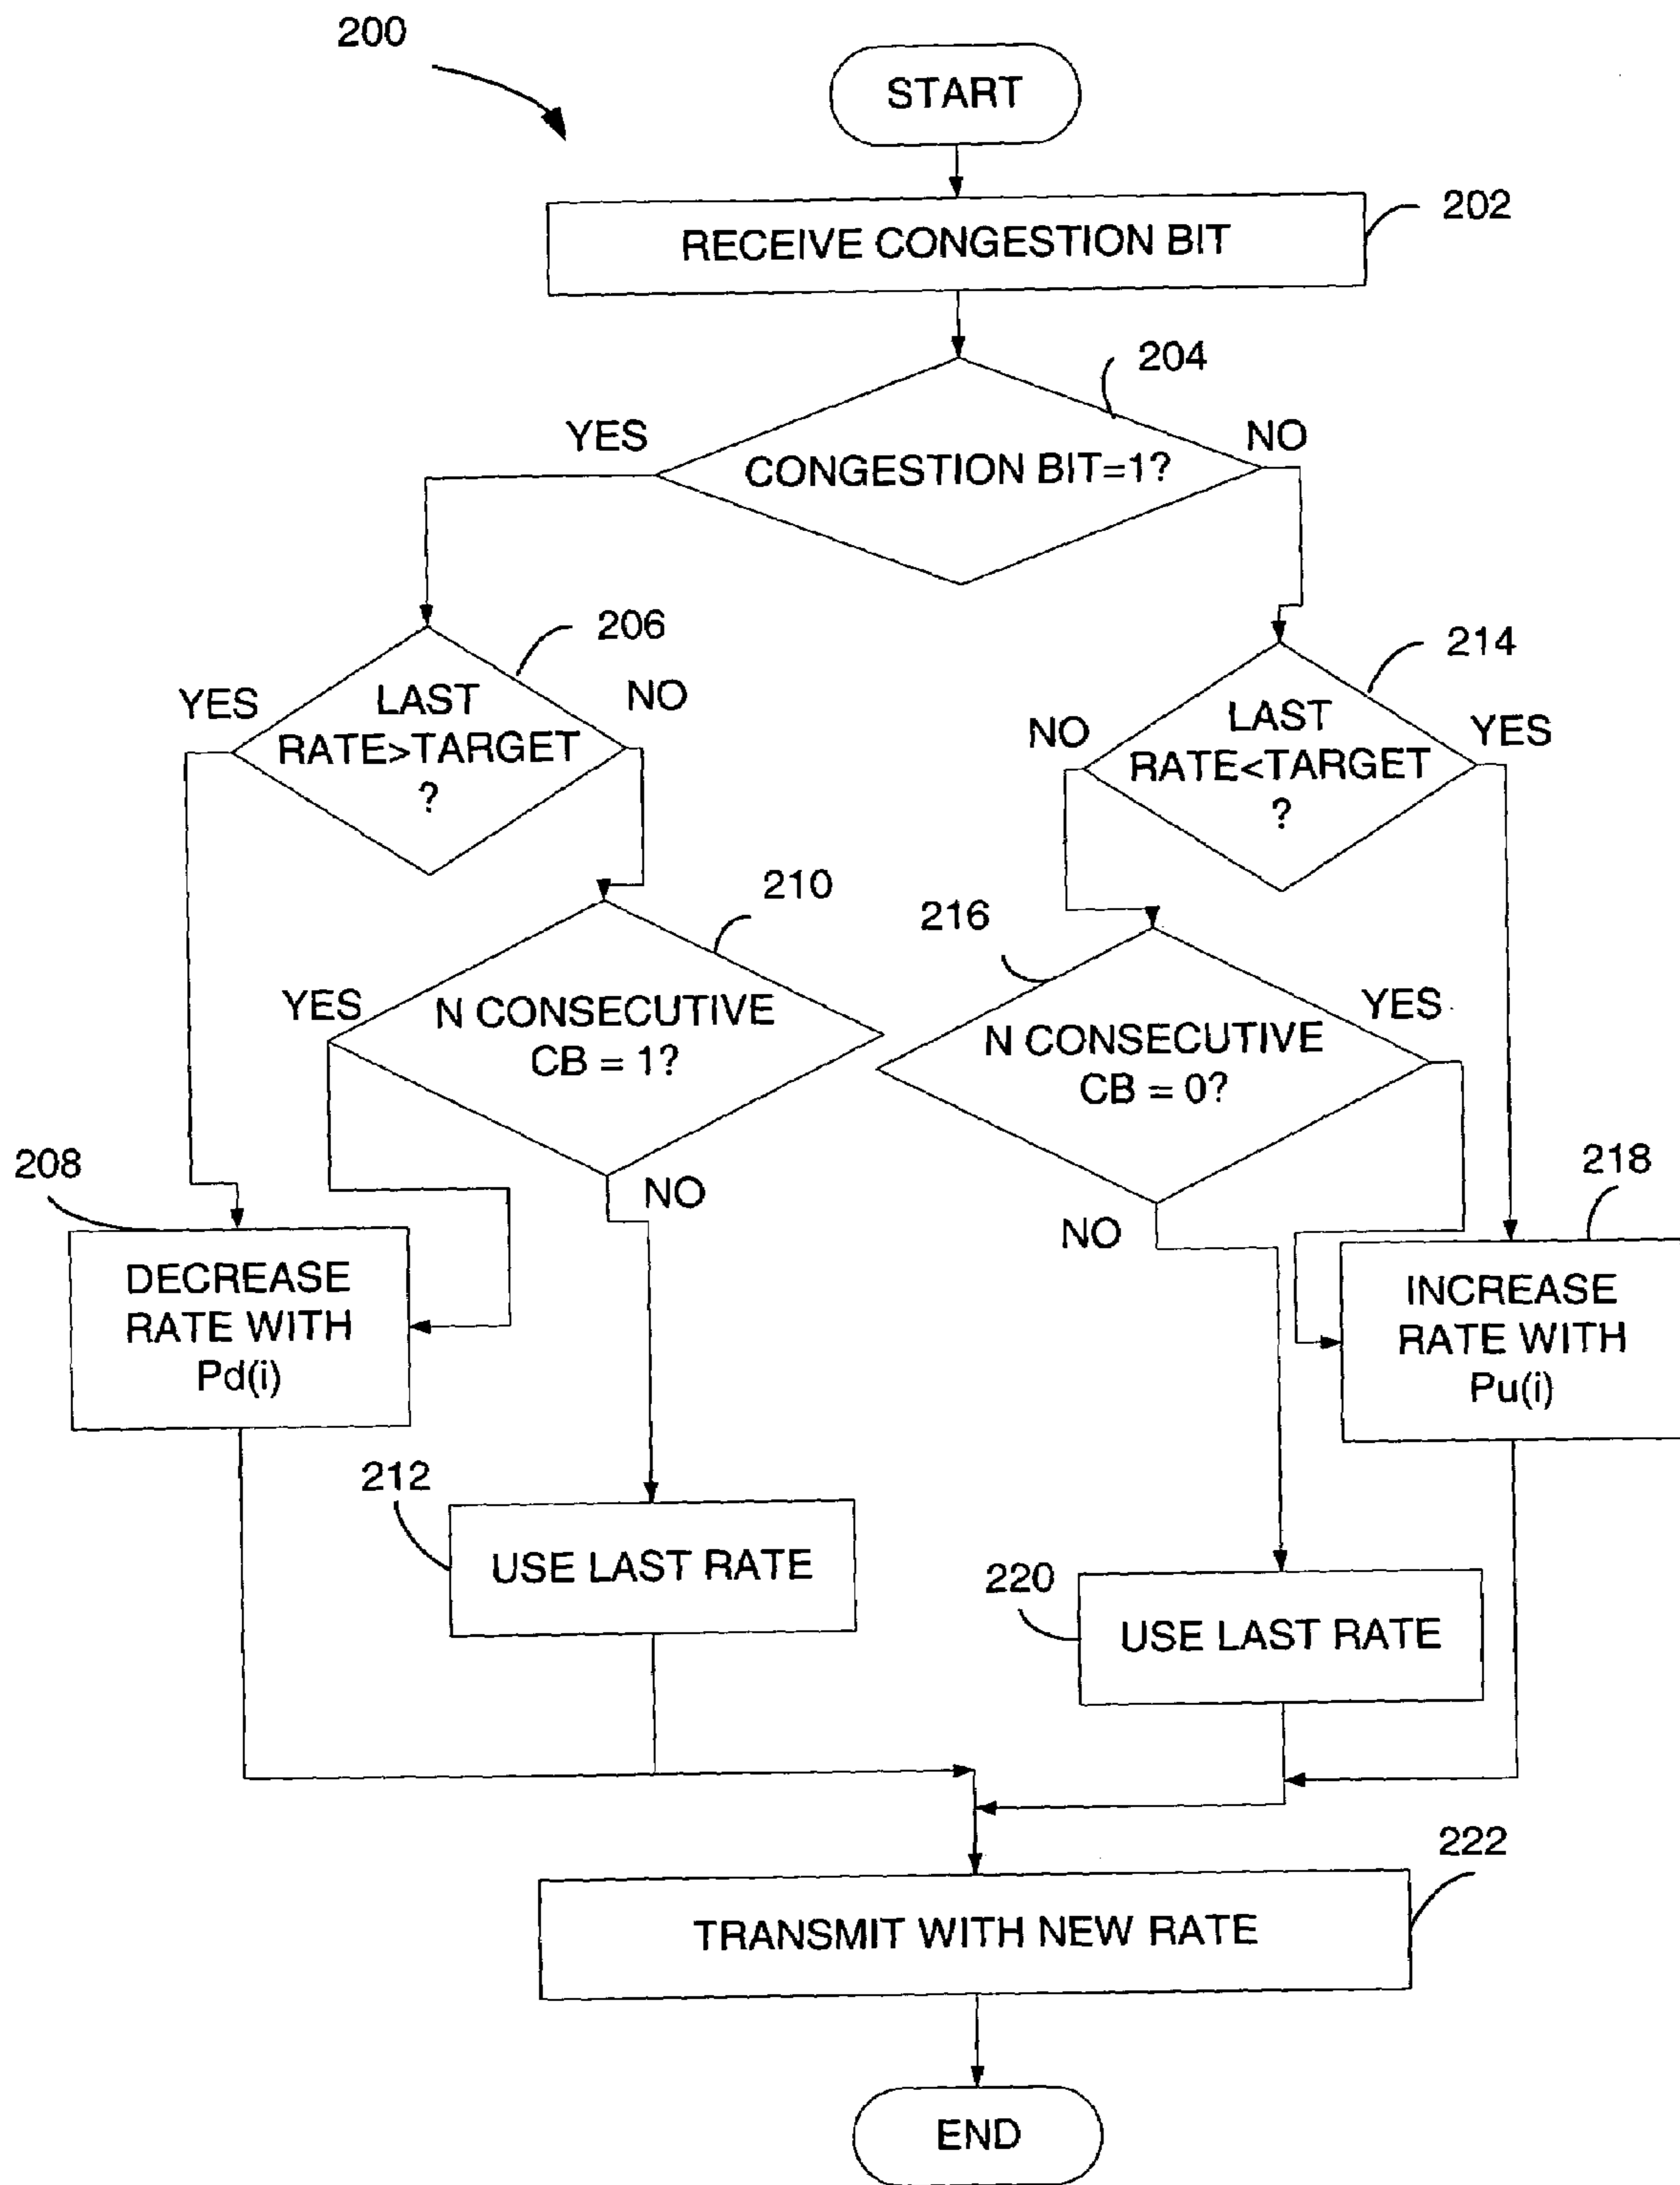 200
START
RECEIVE CONGESTION BIT
202
204
YES
NO
CONGESTION BIT=1?
206
214
YES
LAST
RATE>TARGET
?
NO
NO
LAST
RATE<TARGET
?
YES
210
216
YES
N CONSECUTIVE
CB = 1?
N CONSECUTIVE
CB = 0?
YES
208
NO
NO
218
DECREASE
RATE WITH
Pd(i)
INCREASE
RATE WITH
Pu(i)
212
USE LAST RATE
220
USE LAST RATE
222
TRANSMIT WITH NEW RATE
END